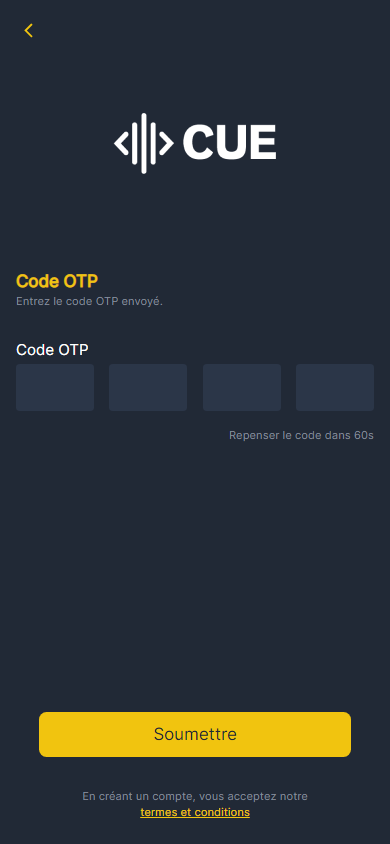 CUE
Code OTP
Entrez le code OTP envoyé.
Code OTP
Repenser le code dans 60s
Soumettre
En créant un compte, vous acceptez notre
termes et conditions